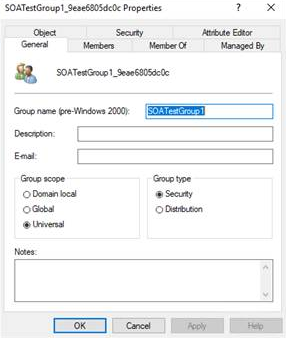 SOATestGroup1_9eae6805dc0c Properties
Object Security Attribute Editor
General Members Member Of Managed By
SOATestGroup1_9eae6805dc0c
Group name (pre-Windows 2000): SOATestGroup1
Description:
E-mail:
Group scope
Domain local
Global
Universal
Group type
Security
Distribution
Notes:
OK Cancel Apply Help